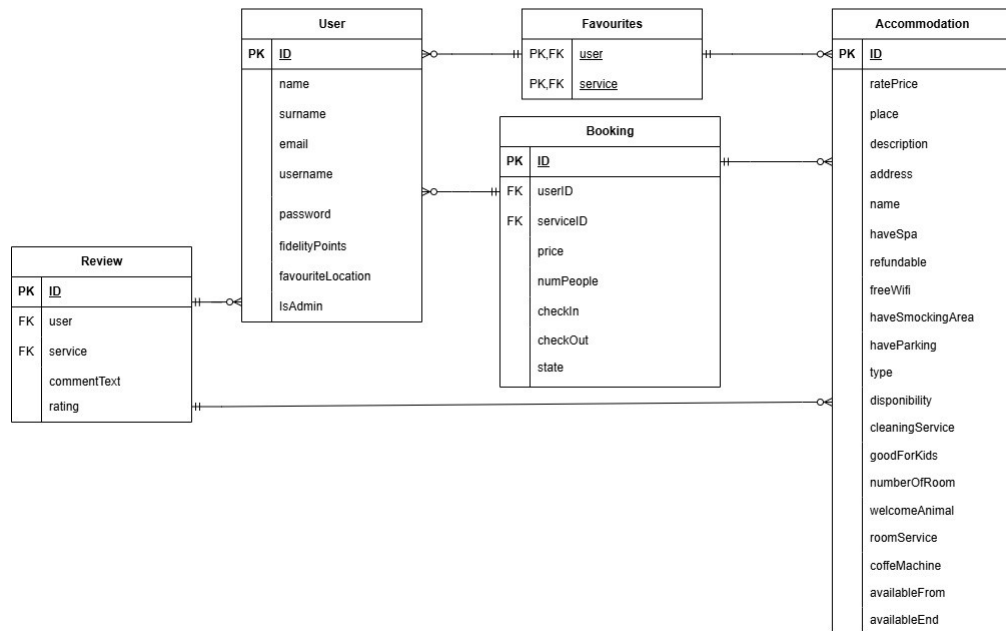 User
PK ID
name
surname
email
username
password
fidelityPoints
favouriteLocation
IsAdmin
Favourites
PK,FK user
PK,FK service
Booking
PK ID
FK userID
FK serviceID
price
numPeople
checkIn
checkOut
state
Accommodation
PK ID
ratePrice
place
description
address
name
haveSpa
refundable
freeWifi
haveSmockingArea
haveParking
type
disponibility
cleaningService
goodForKids
numberOfRoom
welcomeAnimal
roomService
coffeMachine
availableFrom
availableEnd
Review
PK ID
FK user
FK service
commentText
rating